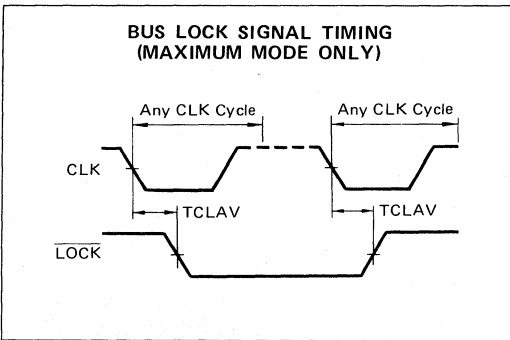 BUS LOCK SIGNAL TIMING
(MAXIMUM MODE ONLY)
Any CLK Cycle
Any CLK Cycle
CLK
TCLAV
TCLAV
LOCK